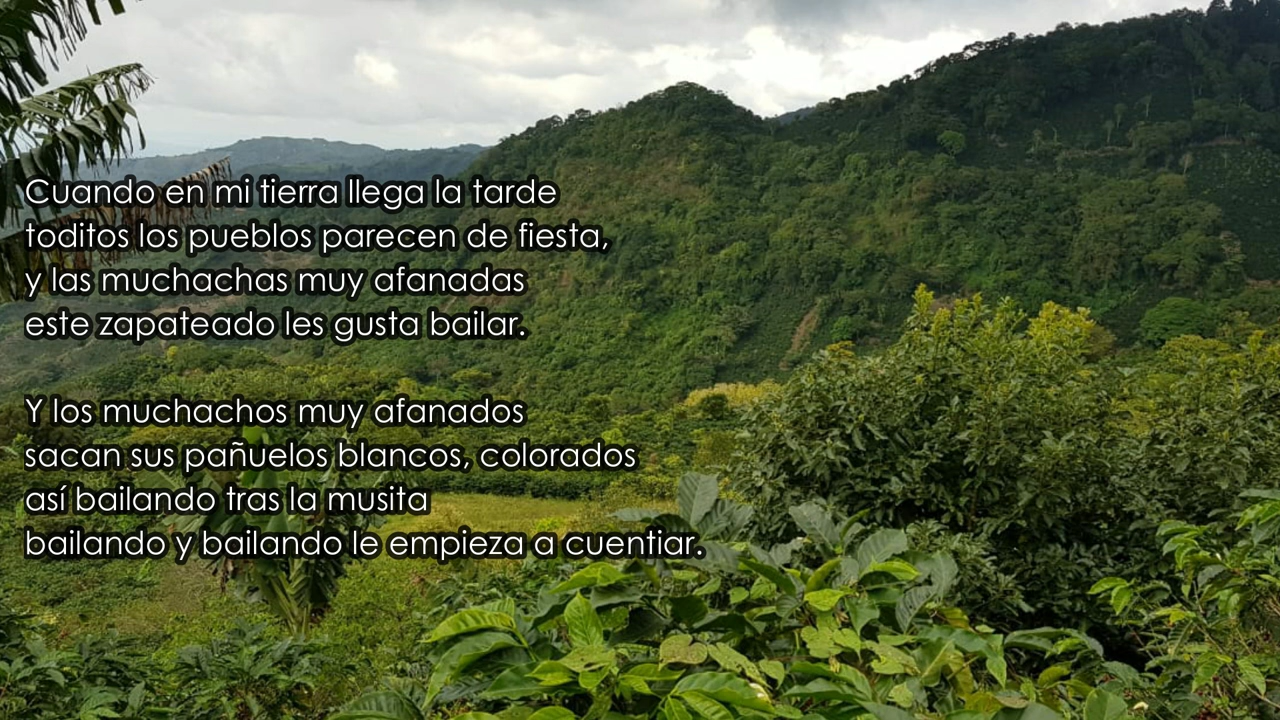 Cuando en mi tierra llega la tarde
toditos los pueblos parecen de fiesta,
y las muchachas muy afanadas
este zapateado les gusta bailar.
Y los muchachos muy afanados
sacan sus pañuelos blancos, colorados
así bailando tras la musita
bailando y bailando le empieza a cuentiar.